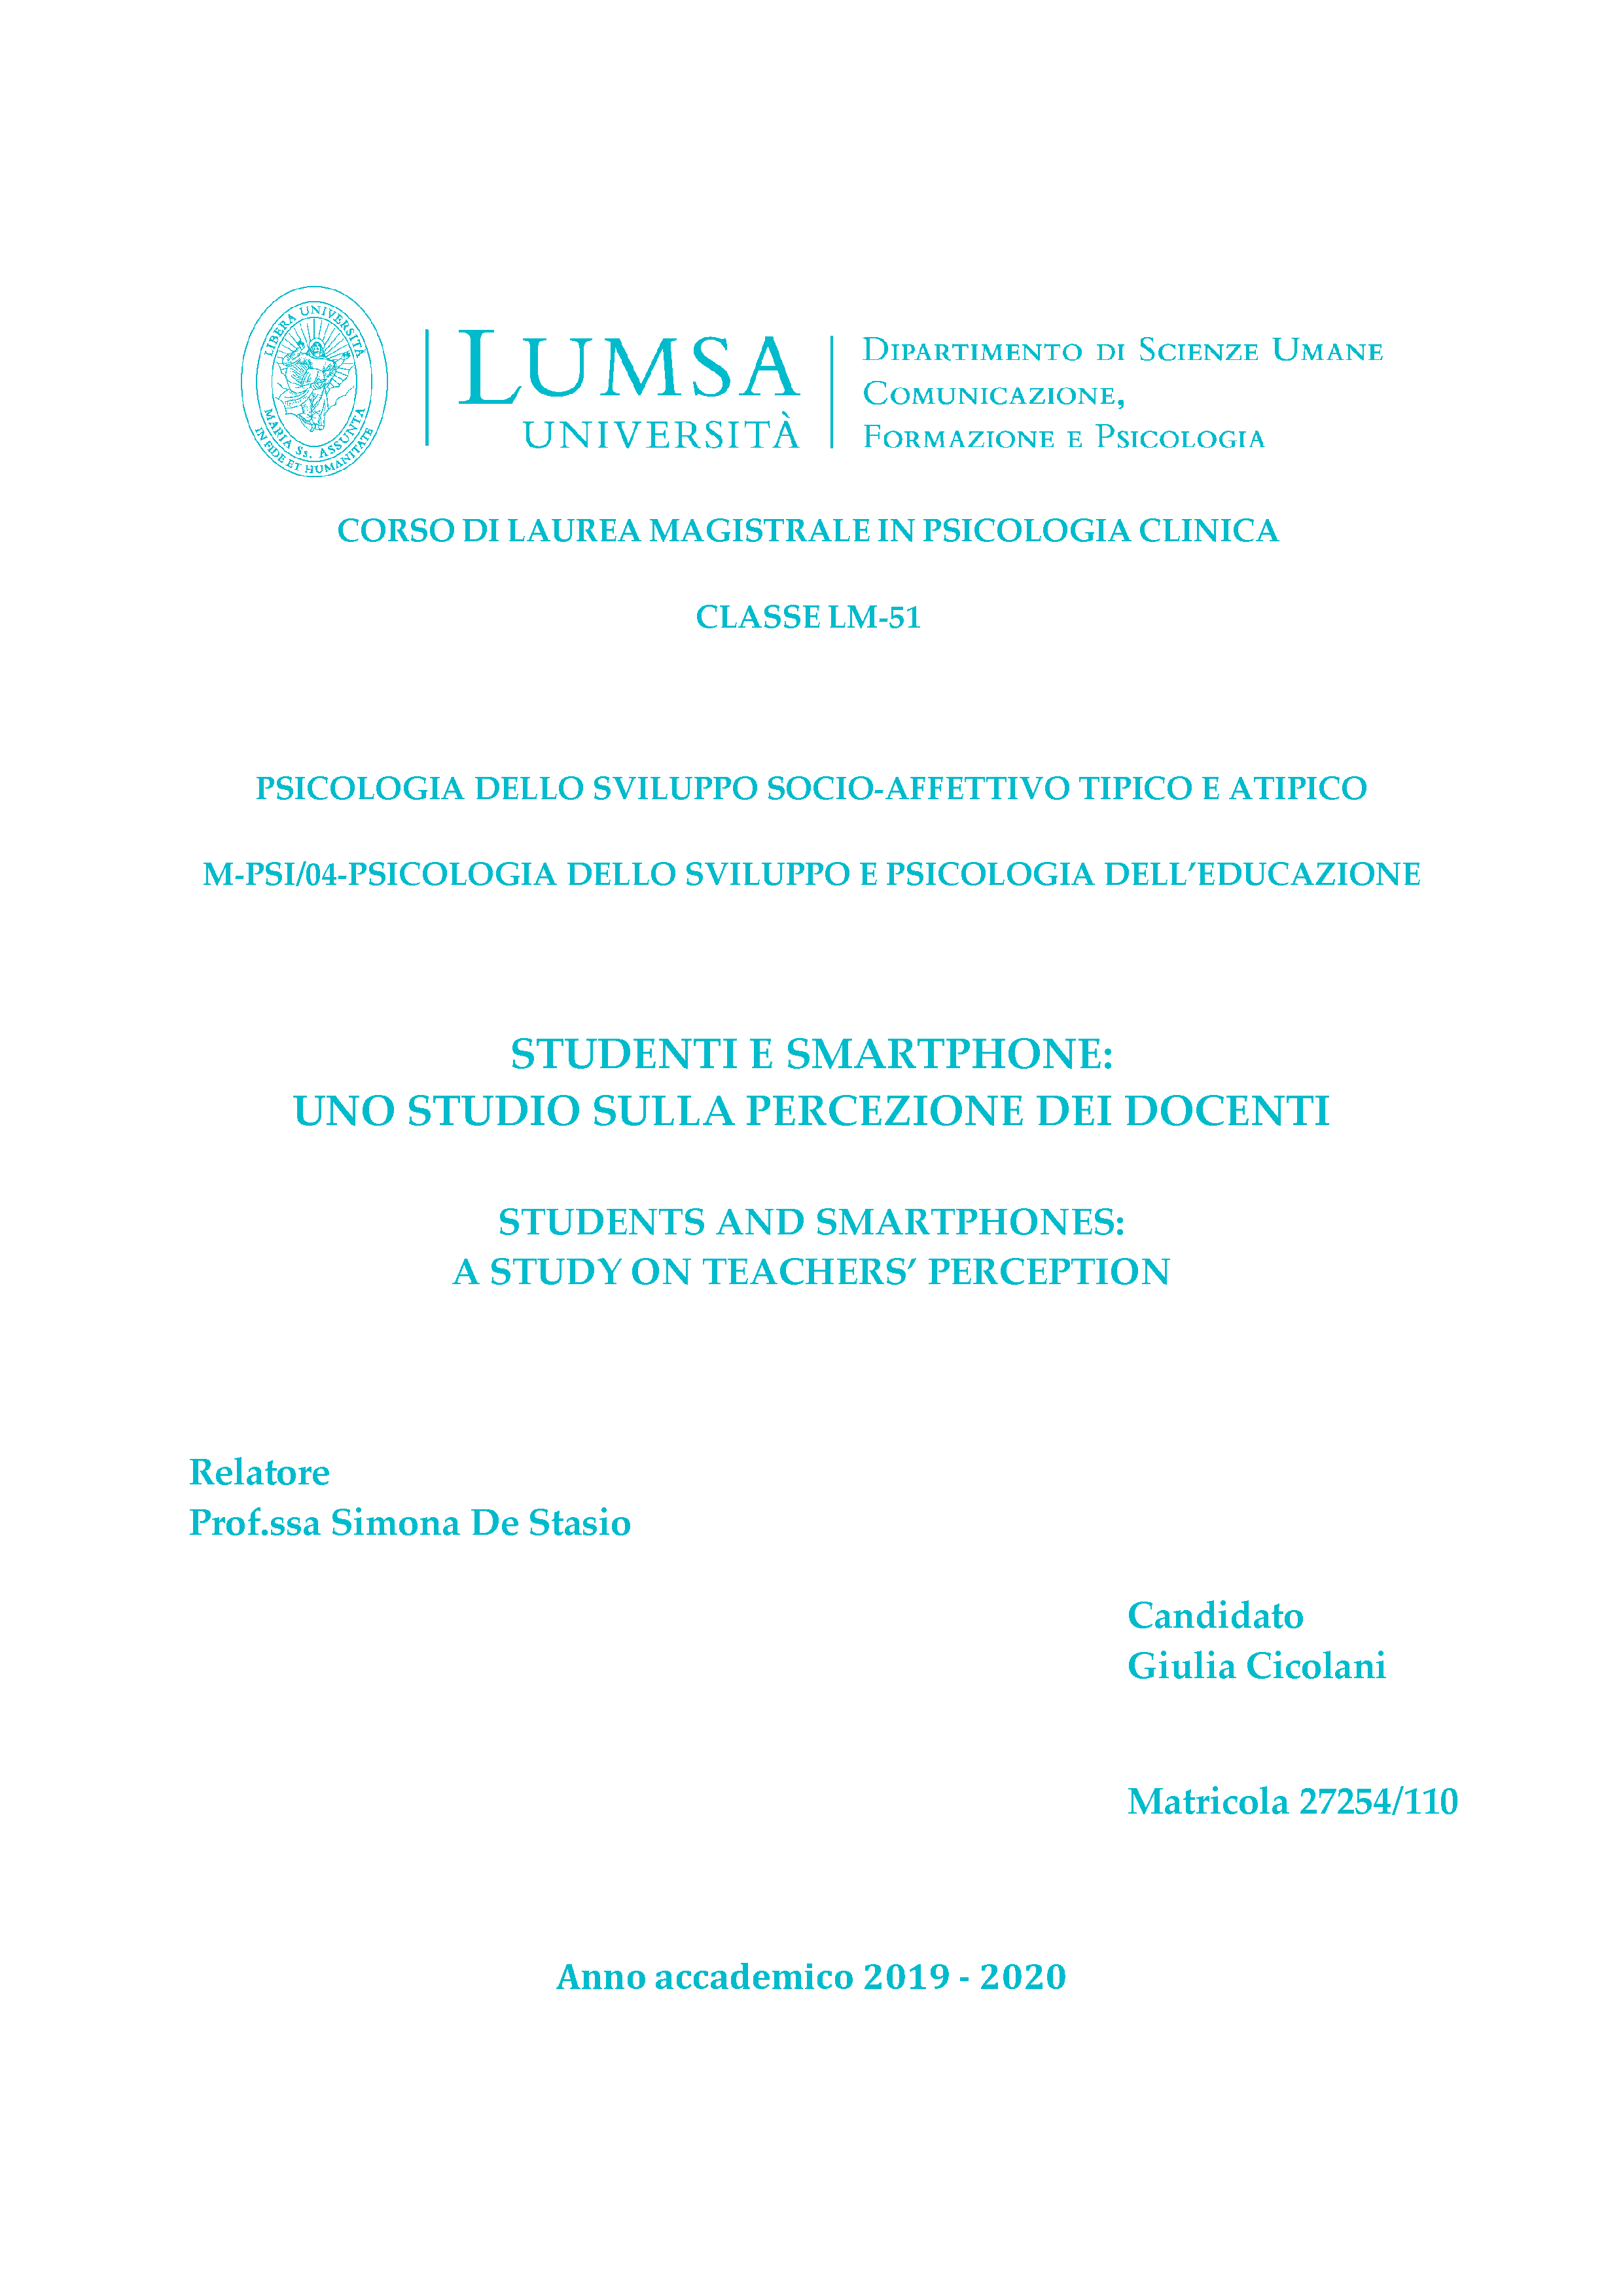 LIBERA UNIVERSITÀ
MARIA Ss. ASSUNTA
IN FIDE ET HUMANITATE
LUMSA
UNIVERSITÀ
DIPARTIMENTO DI SCIENZE UMANE
COMUNICAZIONE,
FORMAZIONE E PSICOLOGIA
CORSO DI LAUREA MAGISTRALE IN PSICOLOGIA CLINICA
CLASSE LM-51
PSICOLOGIA DELLO SVILUPPO SOCIO-AFFETTIVO TIPICO E ATIPICO
M-PSI/04-PSICOLOGIA DELLO SVILUPPO E PSICOLOGIA DELL’EDUCAZIONE
STUDENTI E SMARTPHONE:
UNO STUDIO SULLA PERCEZIONE DEI DOCENTI
STUDENTS AND SMARTPHONES:
A STUDY ON TEACHERS’ PERCEPTION
Relatore
Prof.ssa Simona De Stasio
Candidato
Giulia Cicolani
Matricola 27254/110
Anno accademico 2019 - 2020